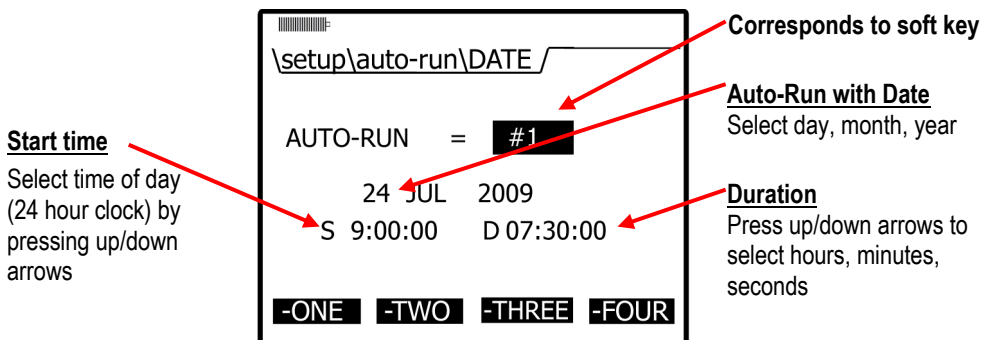 Start time
Select time of day
(24 hour clock) by
pressing up/down
arrows
\setup\auto-run\DATE
AUTO-RUN = #1
24 JUL 2009
S 9:00:00 D 07:30:00
-ONE -TWO -THREE -FOUR
Corresponds to soft key
Auto-Run with Date
Select day, month, year
Duration
Press up/down arrows to
select hours, minutes,
seconds